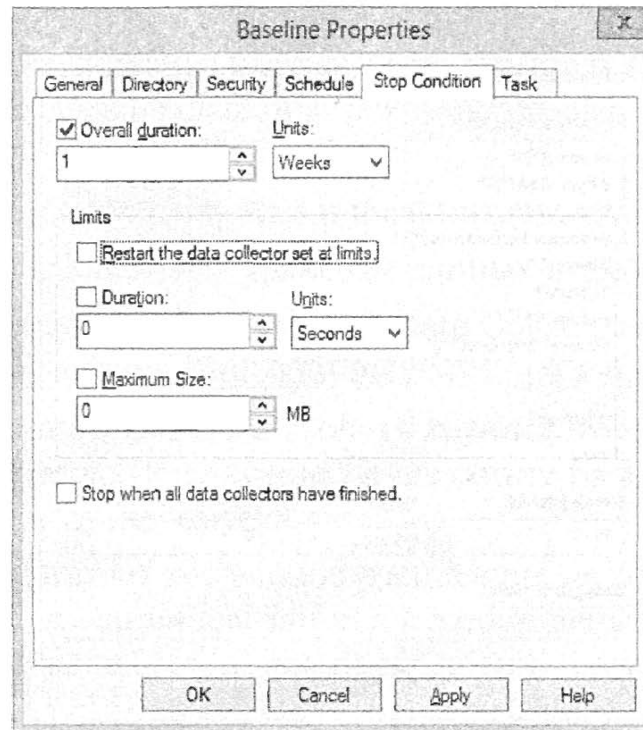 Baseline Properties
x
General Directory Security Schedule Stop Condition Task
Overall duration: Units:
1 Weeks
Limits
Restart the data collector set at limits.
Duration: Units:
0 Seconds
Maximum Size:
0 MB
Stop when all data collectors have finished.
OK Cancel Apply Help